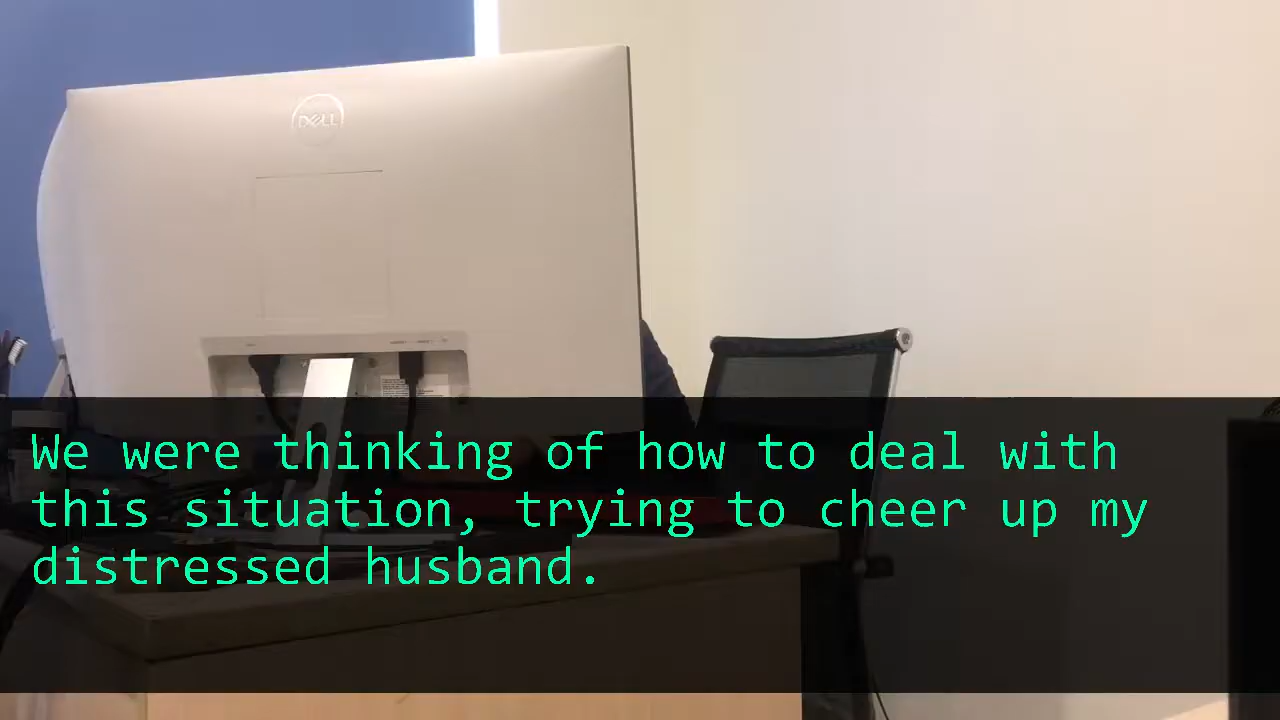 DELL
We were thinking of how to deal with
this situation, trying to cheer up my
distressed husband.